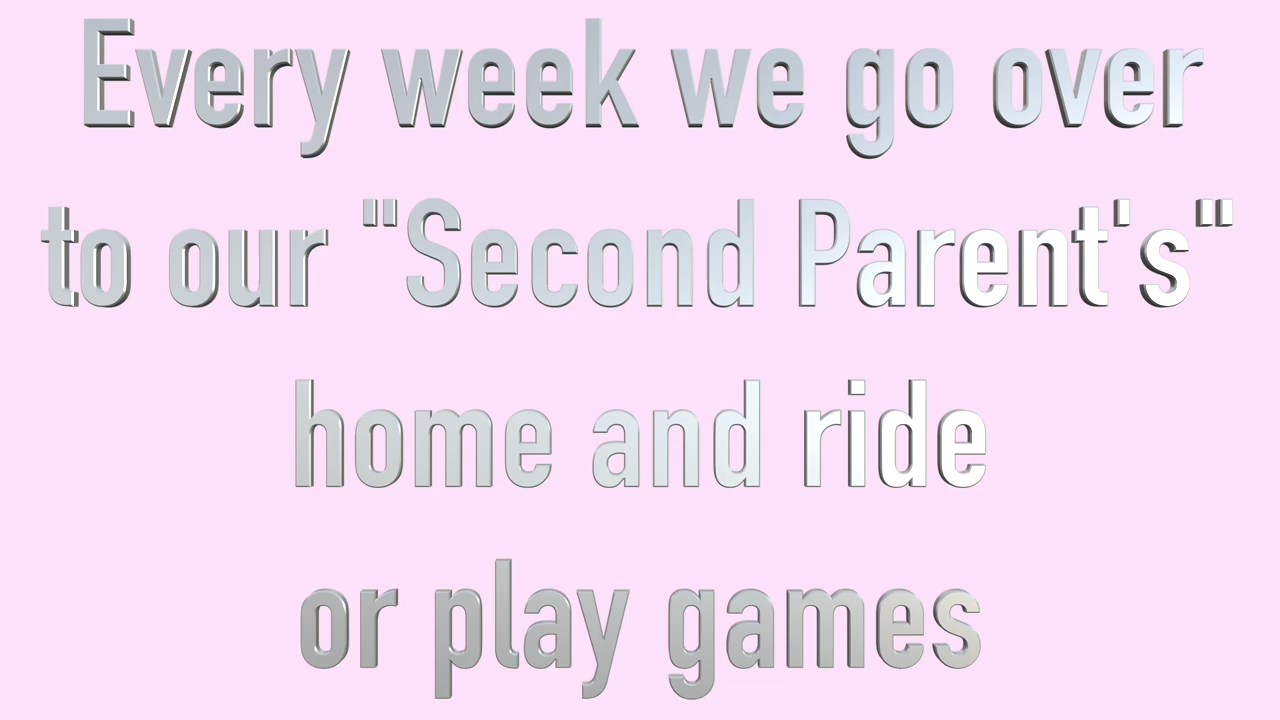 Every week we go over
to our "Second Parent's"
home and ride
or play games